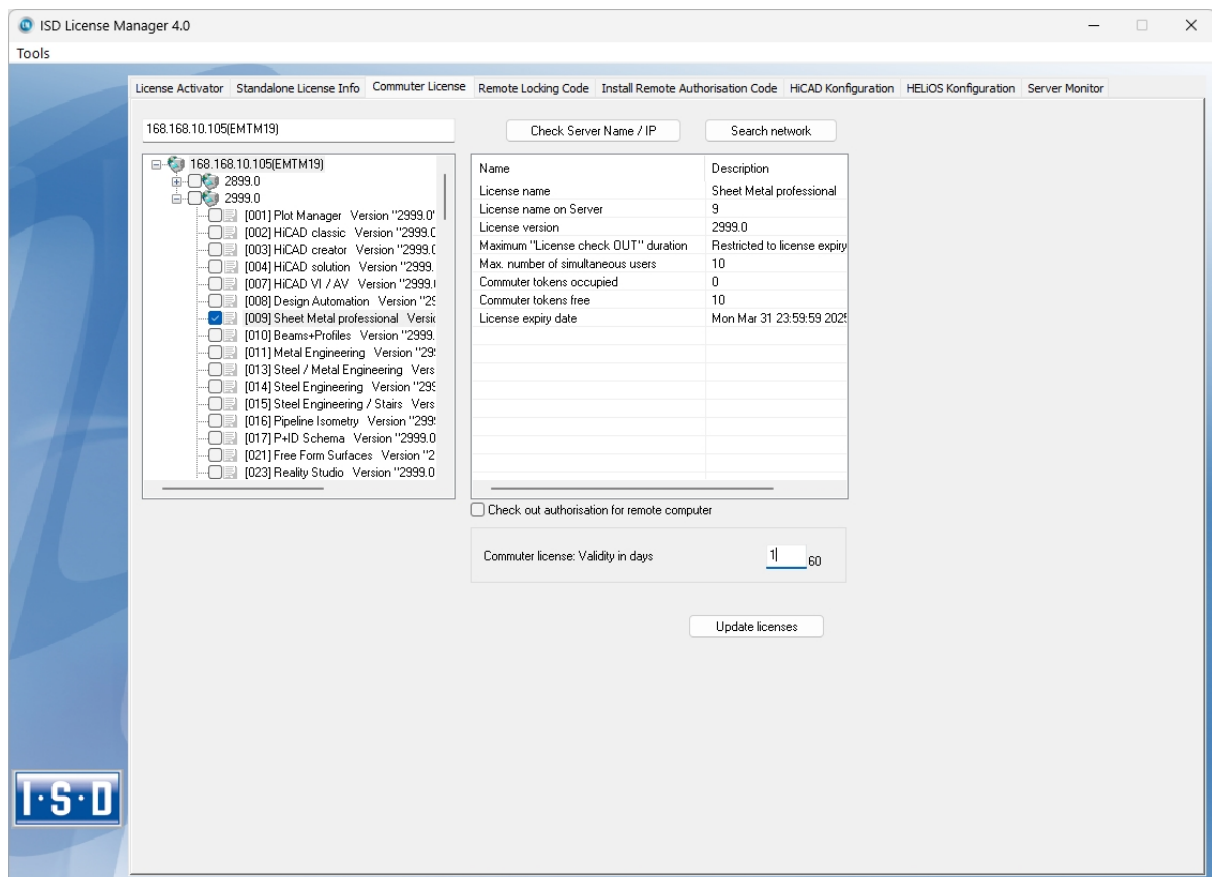 ISD License Manager 4.0
Tools
License Activator Standalone License Info Commuter License Remote Locking Code Install Remote Authorisation Code HiCAD Konfiguration HELiOS Konfiguration Server Monitor
168.168.10.105(EMTM19) Check Server Name / IP Search network
168.168.10.105(EMTM19)
2899.0
2999.0
[001] Plot Manager Version "2999.0"
[002] HiCAD classic Version "2999.0
[003] HiCAD creator Version "2999.0
[004] HiCAD solution Version "2999.
[007] HiCAD VI / AV Version "2999.
[008] Design Automation Version "29
[009] Sheet Metal professional Versio
[010] Beams+Profiles Version "2999.
[011] Metal Engineering Version "29
[013] Steel / Metal Engineering Vers
[014] Steel Engineering Version "299
[015] Steel Engineering / Stairs Vers
[016] Pipeline Isometry Version "299
[017] P+ID Schema Version "2999.0
[021] Free Form Surfaces Version "2
[023] Reality Studio Version "2999.0
Name Description
License name Sheet Metal professional
License name on Server 9
License version 2999.0
Maximum "License check OUT" duration Restricted to license expiry
Max. number of simultaneous users 10
Commuter tokens occupied 0
Commuter tokens free 10
License expiry date Mon Mar 31 23:59:59 2025
Check out authorisation for remote computer
Commuter license: Validity in days 1 60
Update licenses
I·S·D